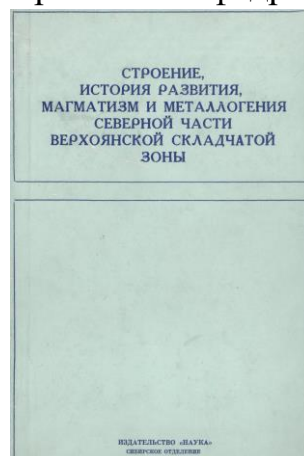 СТРОЕНИЕ,
ИСТОРИЯ РАЗВИТИЯ,
МАГМАТИЗМ И МЕТАЛЛОГЕНИЯ
СЕВЕРНОЙ ЧАСТИ
ВЕРХОЯНСКОЙ СКЛАДЧАТОЙ
ЗОНЫ
ИЗДАТЕЛЬСТВО «НАУКА»
СИБИРСКОЕ ОТДЕЛЕНИЕ